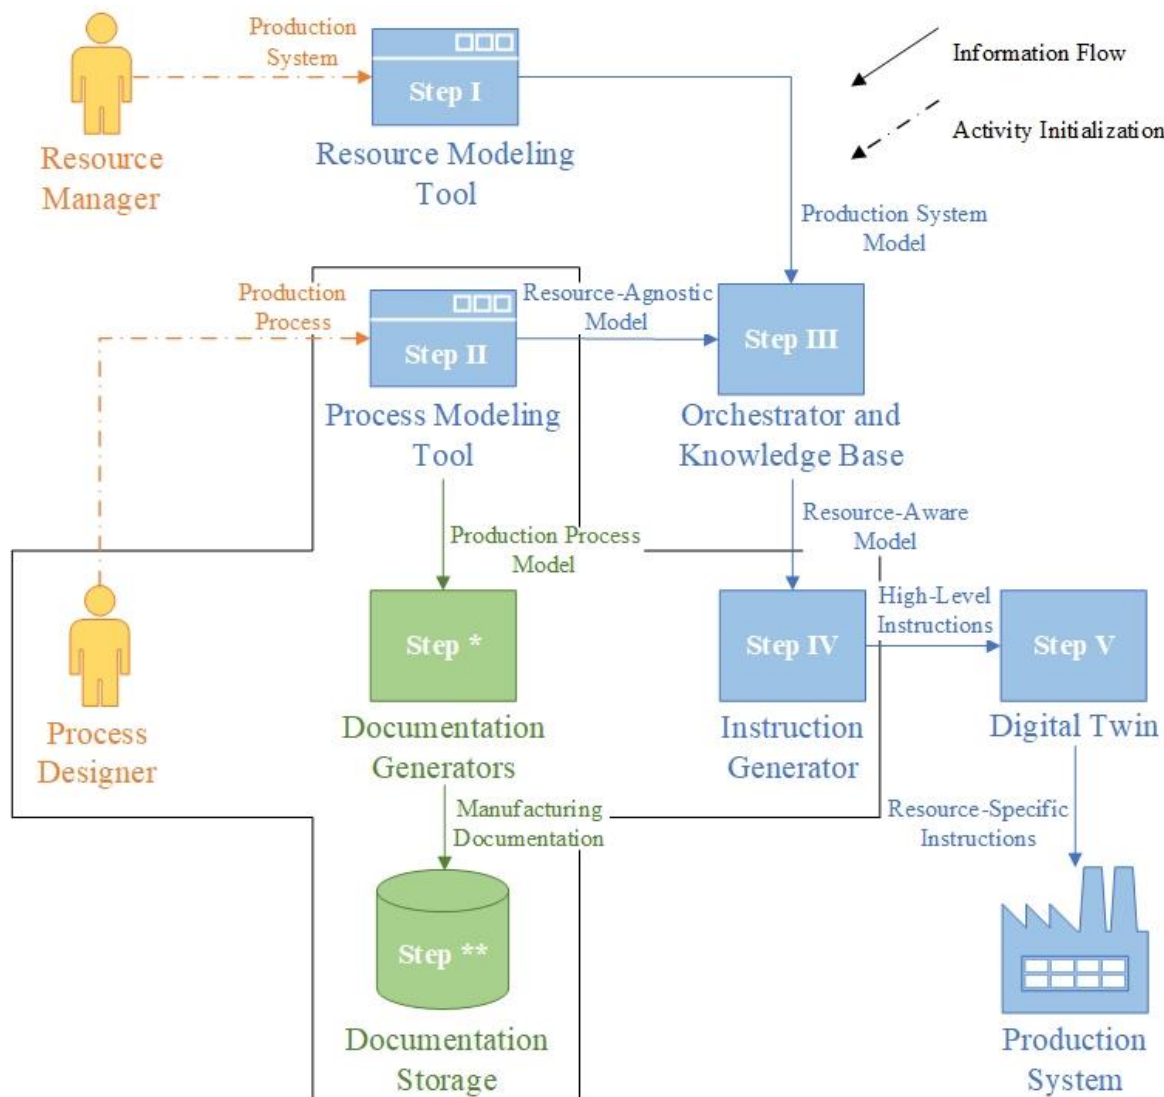 Production
System
Step I
Resource
Manager
Resource Modeling
Tool
Information Flow
Activity Initialization
Production System
Model
Production
Process
Step II
Process Modeling
Tool
Resource-Agnostic
Model
Step III
Orchestrator and
Knowledge Base
Production Process
Model
Resource-Aware
Model
Process
Designer
Step *
Documentation
Generators
Step IV
Instruction
Generator
High-Level
Instructions
Step V
Digital Twin
Manufacturing
Documentation
Resource-Specific
Instructions
Step **
Documentation
Storage
Production
System